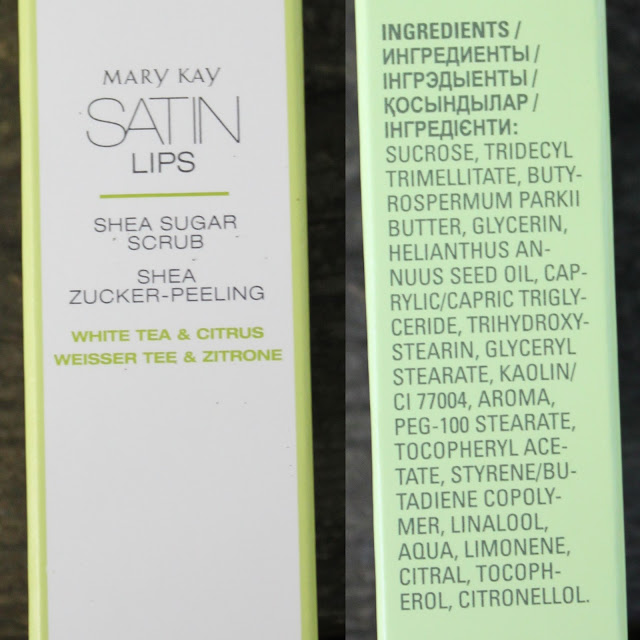 MARY KAY
SATIN
LIPS
SHEA SUGAR
SCRUB
SHEA
ZUCKER-PEELING
WHITE TEA & CITRUS
WEISSER TEE & ZITRONE
INGREDIENTS /
ИНГРЕДИЕНТЫ /
ІНГРЭДЫЕНТЫ /
ҚОСЫНДЫЛАР /
ІНГРЕДІЄНТИ:
SUCROSE, TRIDECYL
TRIMELLITATE, BUTY-
ROSPERMUM PARKII
BUTTER, GLYCERIN,
HELIANTHUS AN-
NUUS SEED OIL, CAP-
RYLIC/CAPRIC TRIGLY-
CERIDE, TRIHYDROXY-
STEARIN, GLYCERYL
STEARATE, KAOLIN/
CI 77004, AROMA,
PEG-100 STEARATE,
TOCOPHERYL ACE-
TATE, STYRENE/BU-
TADIENE COPOLY-
MER, LINALOOL,
AQUA, LIMONENE,
CITRAL, TOCOPH-
EROL, CITRONELLOL.